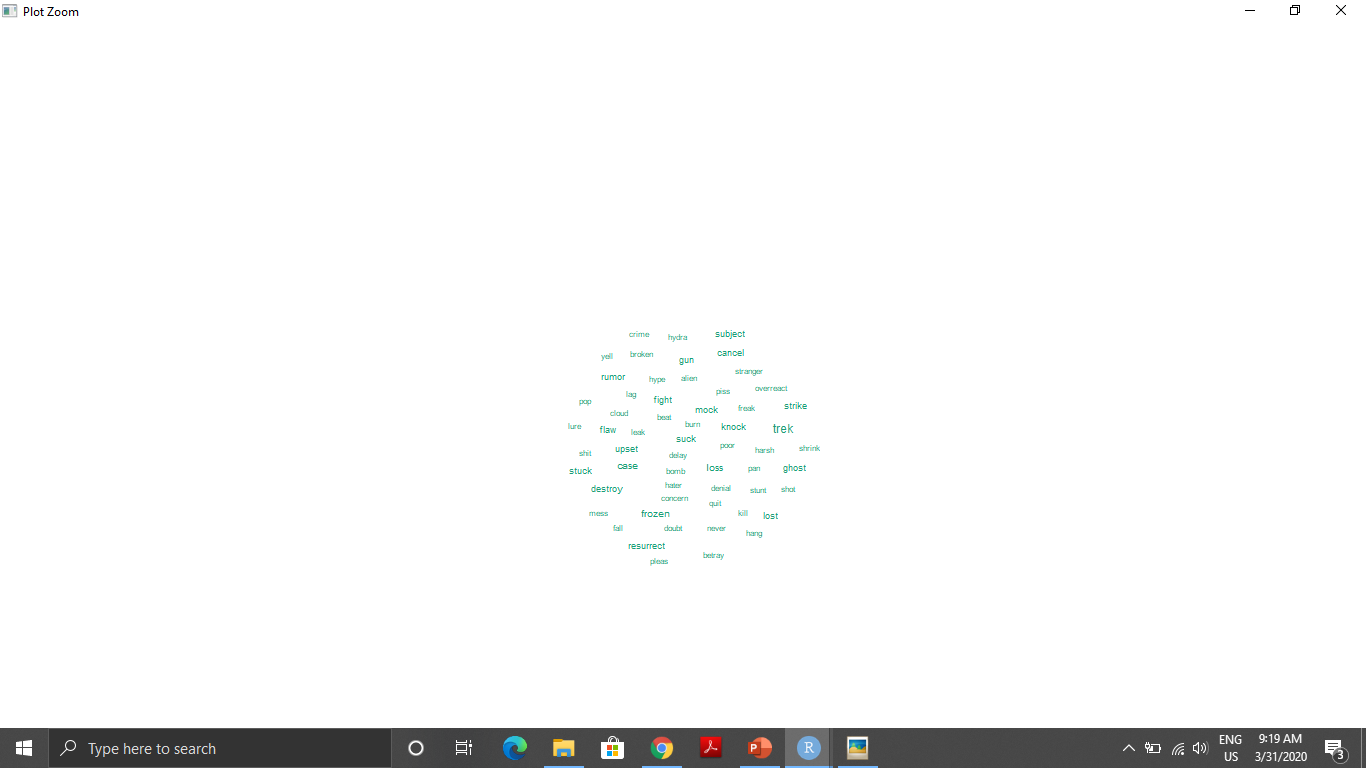 Plot Zoom
crime hydra subject
yell broken gun cancel
rumor hype alien stranger
pop lag fight piss overreact
cloud beat mock freak strike
lure flaw leak burn knock trek
shit upset suck delay poor harsh shrink
stuck case bomb loss pan ghost
destroy hater denial stunt shot
concern quit
mess frozen kill lost
fall doubt never hang
resurrect betray
pleas
Type here to search
ENG 9:19 AM
US 3/31/2020
3